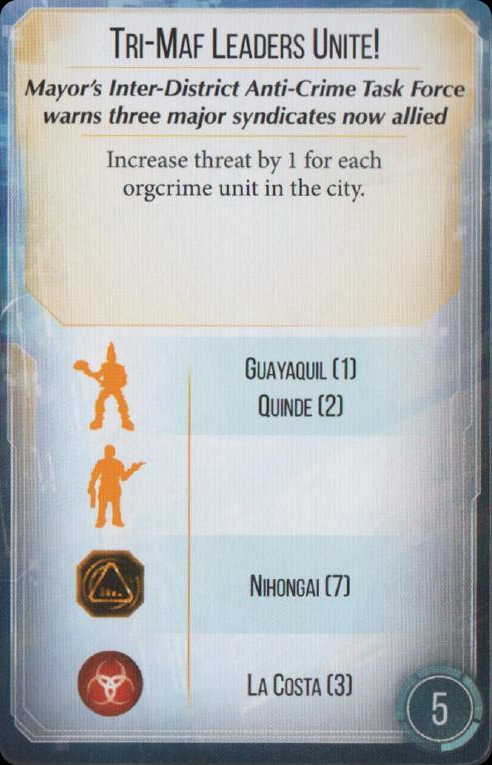 Tri-Maf Leaders Unite!
Mayor's Inter-District Anti-Crime Task Force
warns three major syndicates now allied
Increase threat by 1 for each
orgcrime unit in the city.
Guayaquil (1)
Quinde (2)
Nihongai (7)
La Costa (3)
5